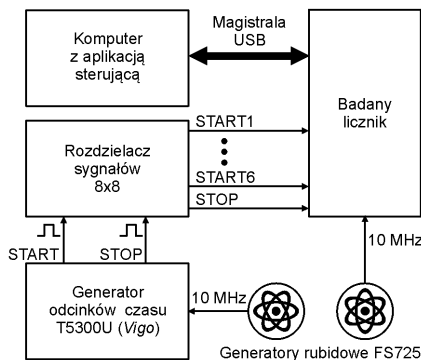 Komputer
z aplikacją
sterującą
Magistrala
USB
Badany
licznik
Rozdzielacz
sygnałów
8x8
START1
START6
STOP
START
STOP
10 MHz
Generator
odcinków czasu
T5300U (Vigo)
10 MHz
Generatory rubidowe FS725